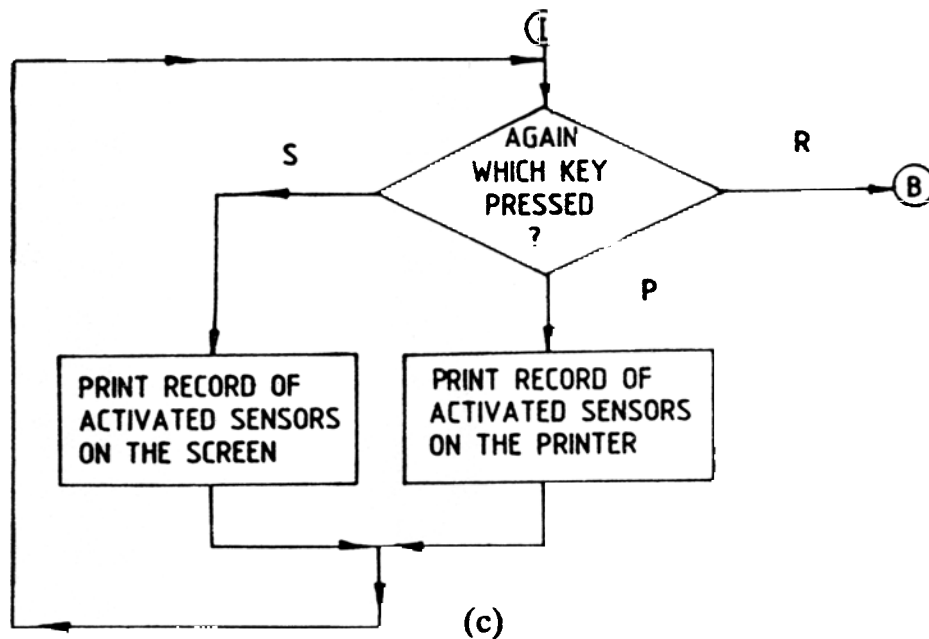 I
AGAIN
WHICH KEY
PRESSED
?
S
R
B
P
PRINT RECORD OF
ACTIVATED SENSORS
ON THE SCREEN
PRINT RECORD OF
ACTIVATED SENSORS
ON THE PRINTER
(c)